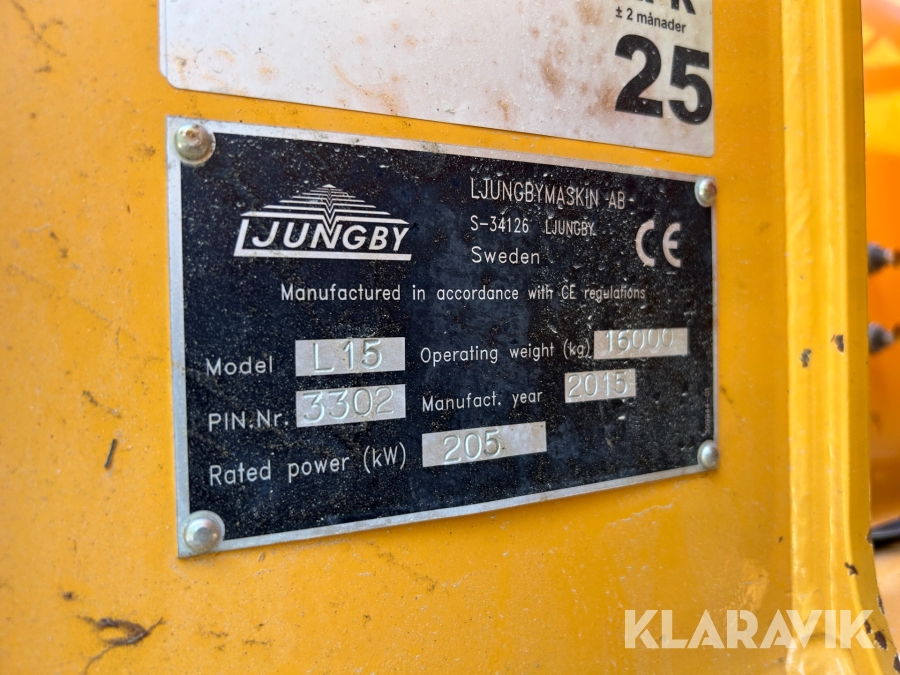 ± 2 månader
25
LJUNGBY
LJUNGBYMASKIN AB
S-34126 LJUNGBY
Sweden
CE
Manufactured in accordance with CE regulations
Model L15 Operating weight (kg) 16000
PIN.Nr. 3302 Manufact. year 2015
Rated power (kW) 205
KLARAVIK